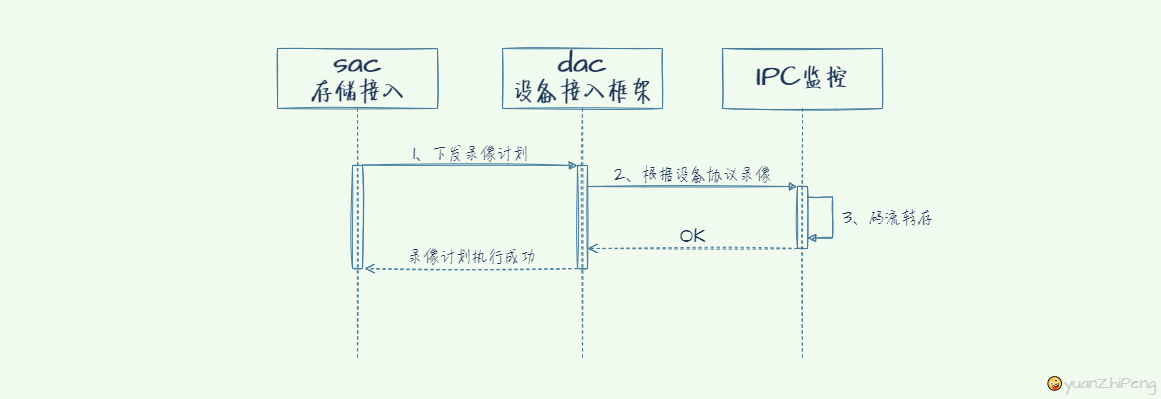 sac
存储接入
dac
设备接入框架
IPC监控
1、下发录像计划
2、根据设备协议录像
3、码流转存
OK
录像计划执行成功
yuanZhiPeng